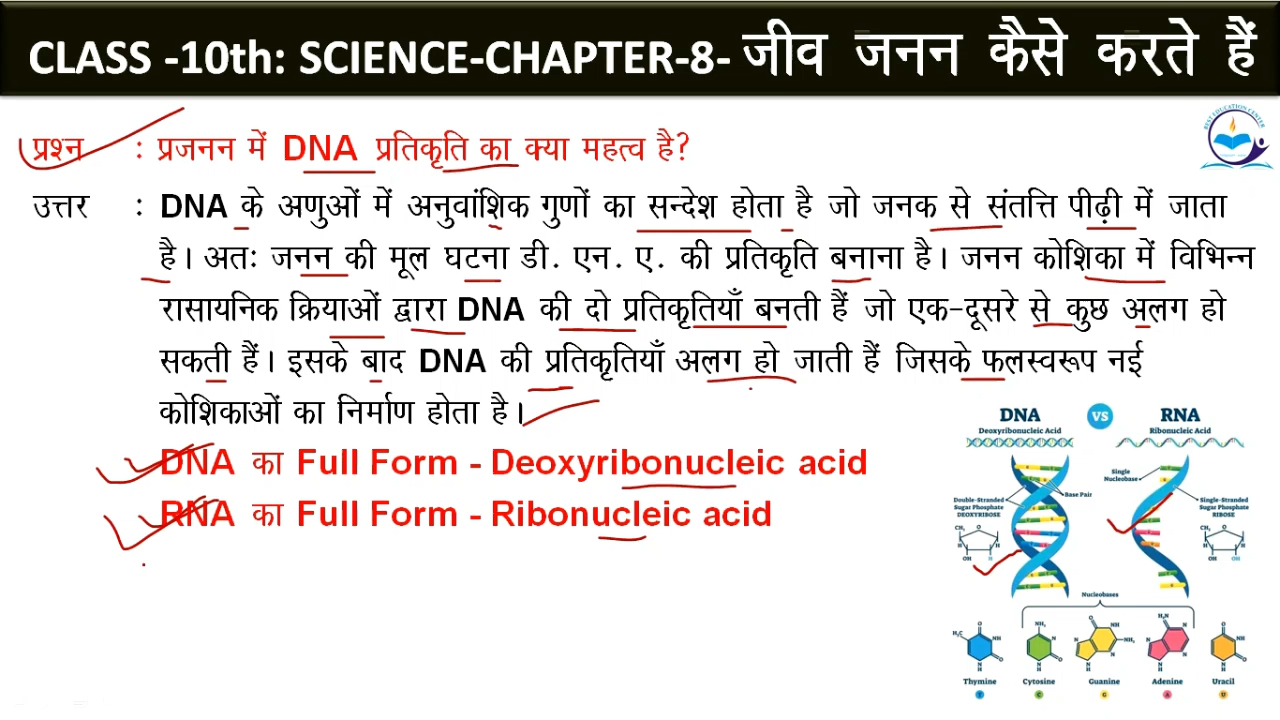 CLASS -10th: SCIENCE-CHAPTER-8- जीव जनन कैसे करते हैं
BEST EDUCATION CENTER
प्रश्न : प्रजनन में DNA प्रतिकृति का क्या महत्व है?
उत्तर : DNA के अणुओं में अनुवांशिक गुणों का सन्देश होता है जो जनक से संतत्ति पीढ़ी में जाता
है। अतः जनन की मूल घटना डी. एन. ए. की प्रतिकृति बनाना है। जनन कोशिका में विभिन्न
रासायनिक क्रियाओं द्वारा DNA की दो प्रतिकृतियाँ बनती हैं जो एक-दूसरे से कुछ अलग हो
सकती हैं। इसके बाद DNA की प्रतिकृतियाँ अलग हो जाती हैं जिसके फलस्वरूप नई
कोशिकाओं का निर्माण होता है।
DNA का Full Form - Deoxyribonucleic acid
RNA का Full Form - Ribonucleic acid
DNA VS RNA
Deoxyribonucleic Acid Ribonucleic Acid
Single
Nucleobase
Base Pair
Double-Stranded
Sugar Phosphate
DEOXYRIBOSE
Single-Stranded
Sugar Phosphate
RIBOSE
Nucleobases
Thymine Cytosine Guanine Adenine Uracil
T C G A U